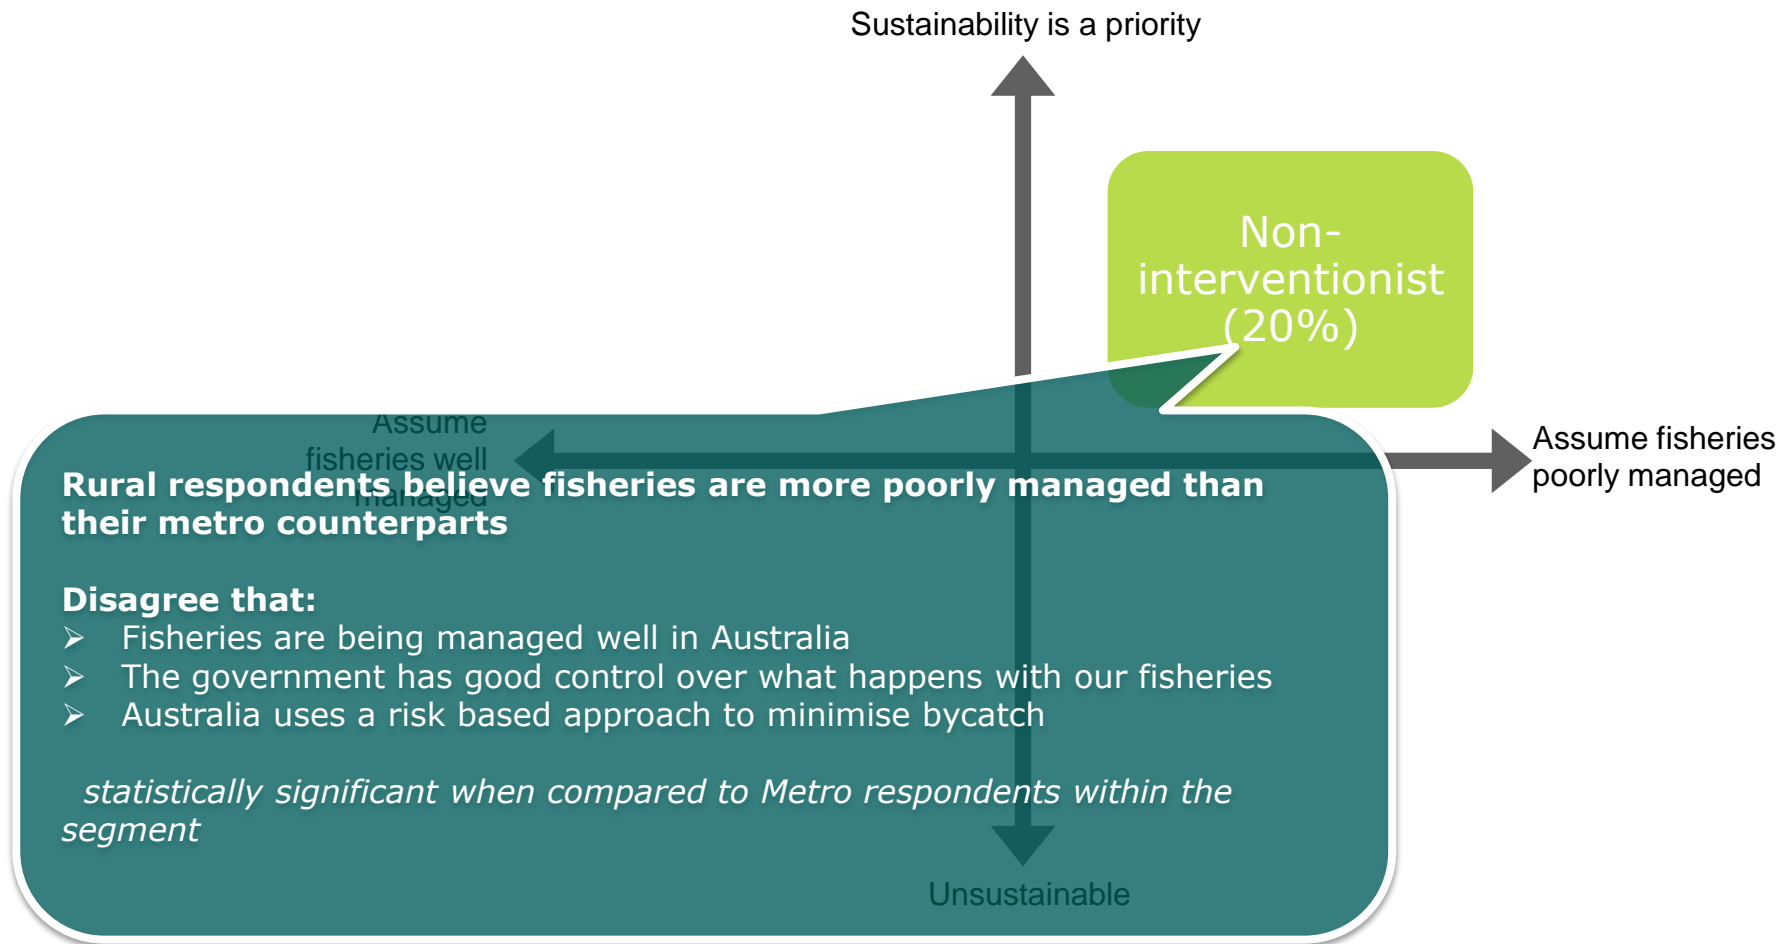 Sustainability is a priority
Non-
interventionist
(20%)
Assume
fisheries well
managed
Assume fisheries
poorly managed
Rural respondents believe fisheries are more poorly managed than
their metro counterparts
Disagree that:
➢ Fisheries are being managed well in Australia
➢ The government has good control over what happens with our fisheries
➢ Australia uses a risk based approach to minimise bycatch
statistically significant when compared to Metro respondents within the
segment
Unsustainable